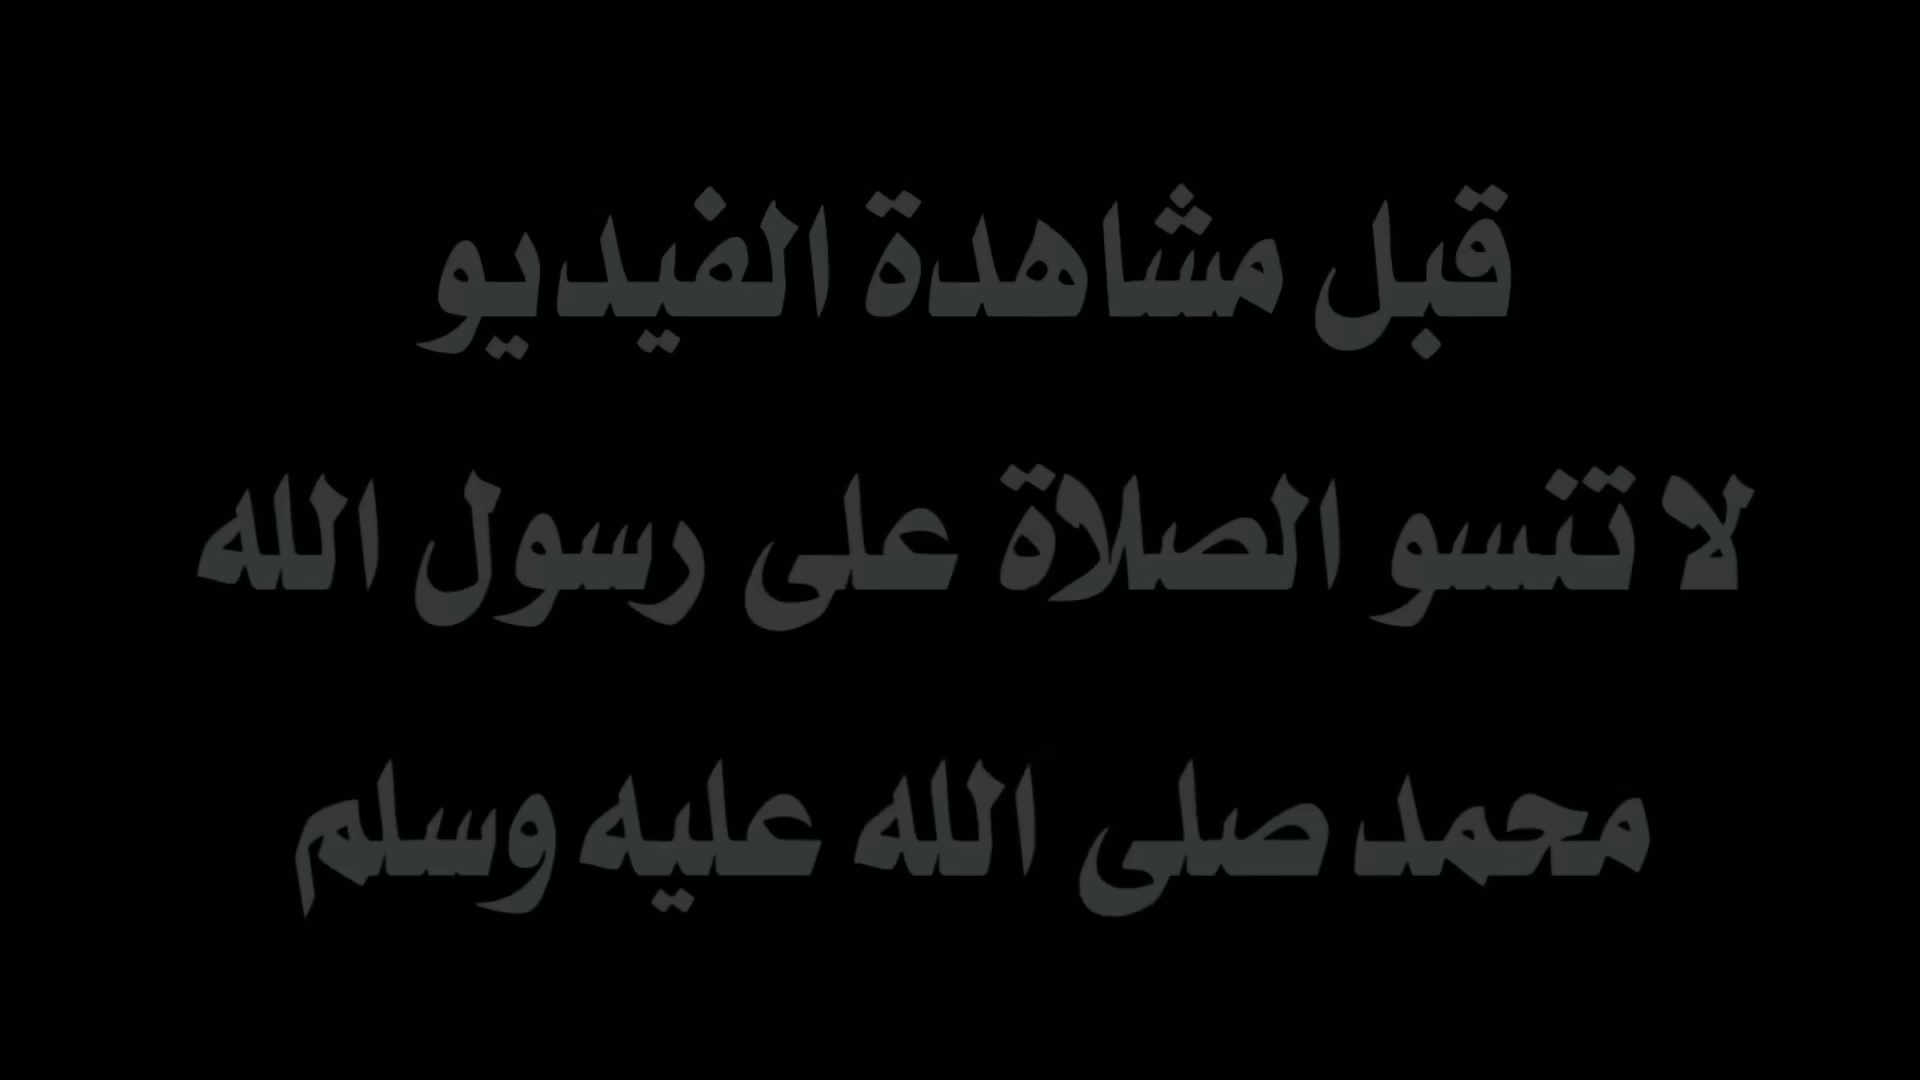 قبل مشاهدة الفيديو
لا تنسو الصلاة على رسول الله
محمد صلى الله عليه وسلم